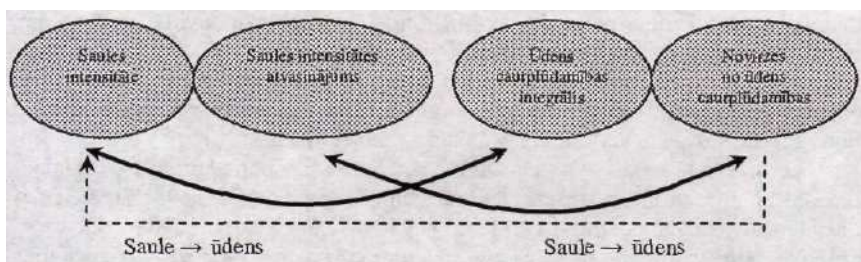 Saules
intensitāte
Saules intensitātes
atvasinājums
Ūdens
caurplūdamības
integrālis
Novirzes
no ūdens
caurplūdamības
Saule → ūdens
Saule → ūdens